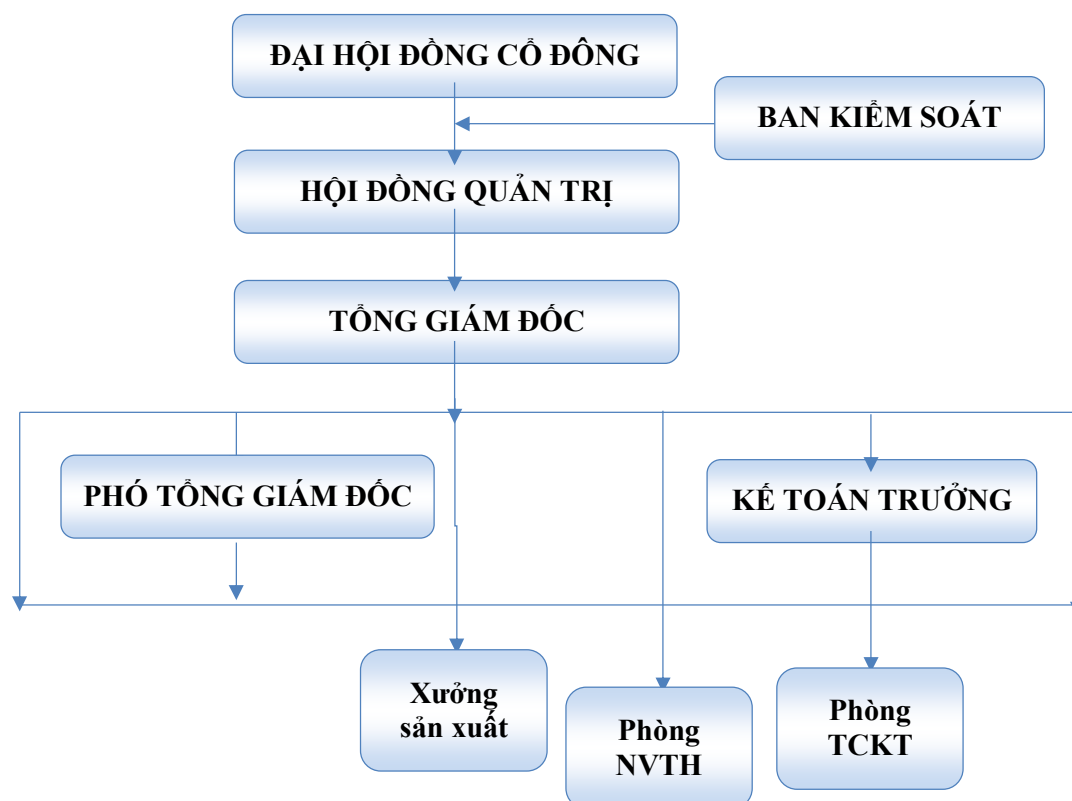 ĐẠI HỘI ĐỒNG CỔ ĐÔNG
BAN KIỂM SOÁT
HỘI ĐỒNG QUẢN TRỊ
TỔNG GIÁM ĐỐC
PHÓ TỔNG GIÁM ĐỐC
KẾ TOÁN TRƯỞNG
Xưởng
sản xuất
Phòng
NVTH
Phòng
TCKT